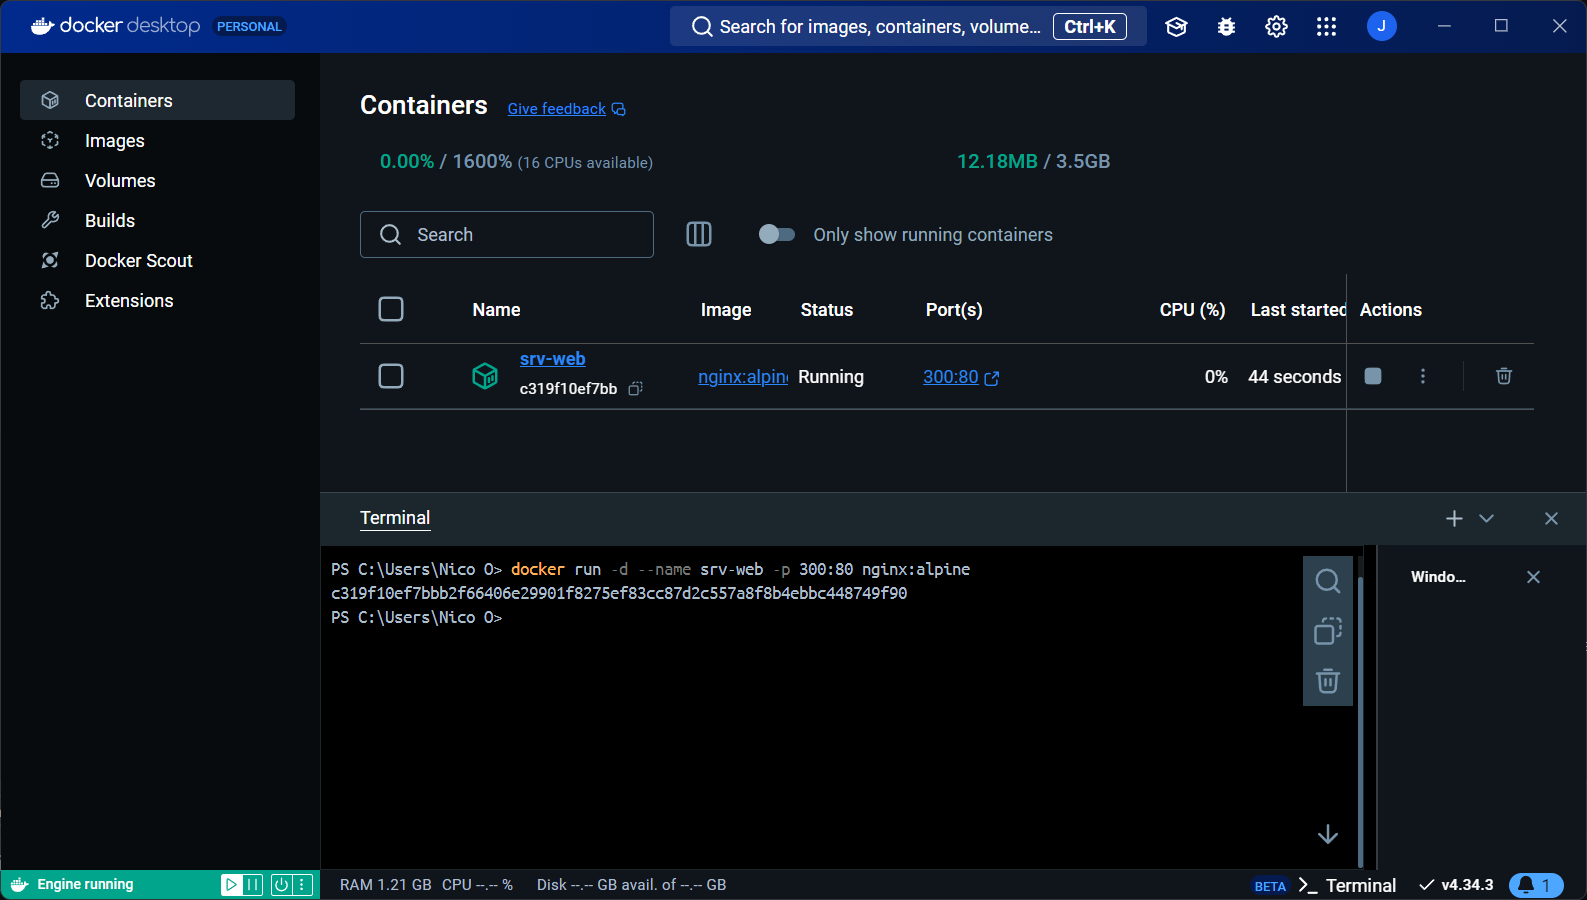 docker desktop PERSONAL
Search for images, containers, volume... Ctrl+K
J
Containers
Images
Volumes
Builds
Docker Scout
Extensions
Containers Give feedback
0.00% / 1600% (16 CPUs available)
12.18MB / 3.5GB
Search
Only show running containers
Name Image Status Port(s) CPU (%) Last started Actions
srv-web
c319f10ef7bb
nginx:alpin Running 300:80 0% 44 seconds
Terminal
PS C:\Users\Nico O> docker run -d --name srv-web -p 300:80 nginx:alpine
c319f10ef7bbb2f66406e29901f8275ef83cc87d2c557a8f8b4ebbc448749f90
PS C:\Users\Nico O>
Windo...
Engine running
RAM 1.21 GB CPU --.-- % Disk --.-- GB avail. of --.-- GB
BETA >_ Terminal v4.34.3 1